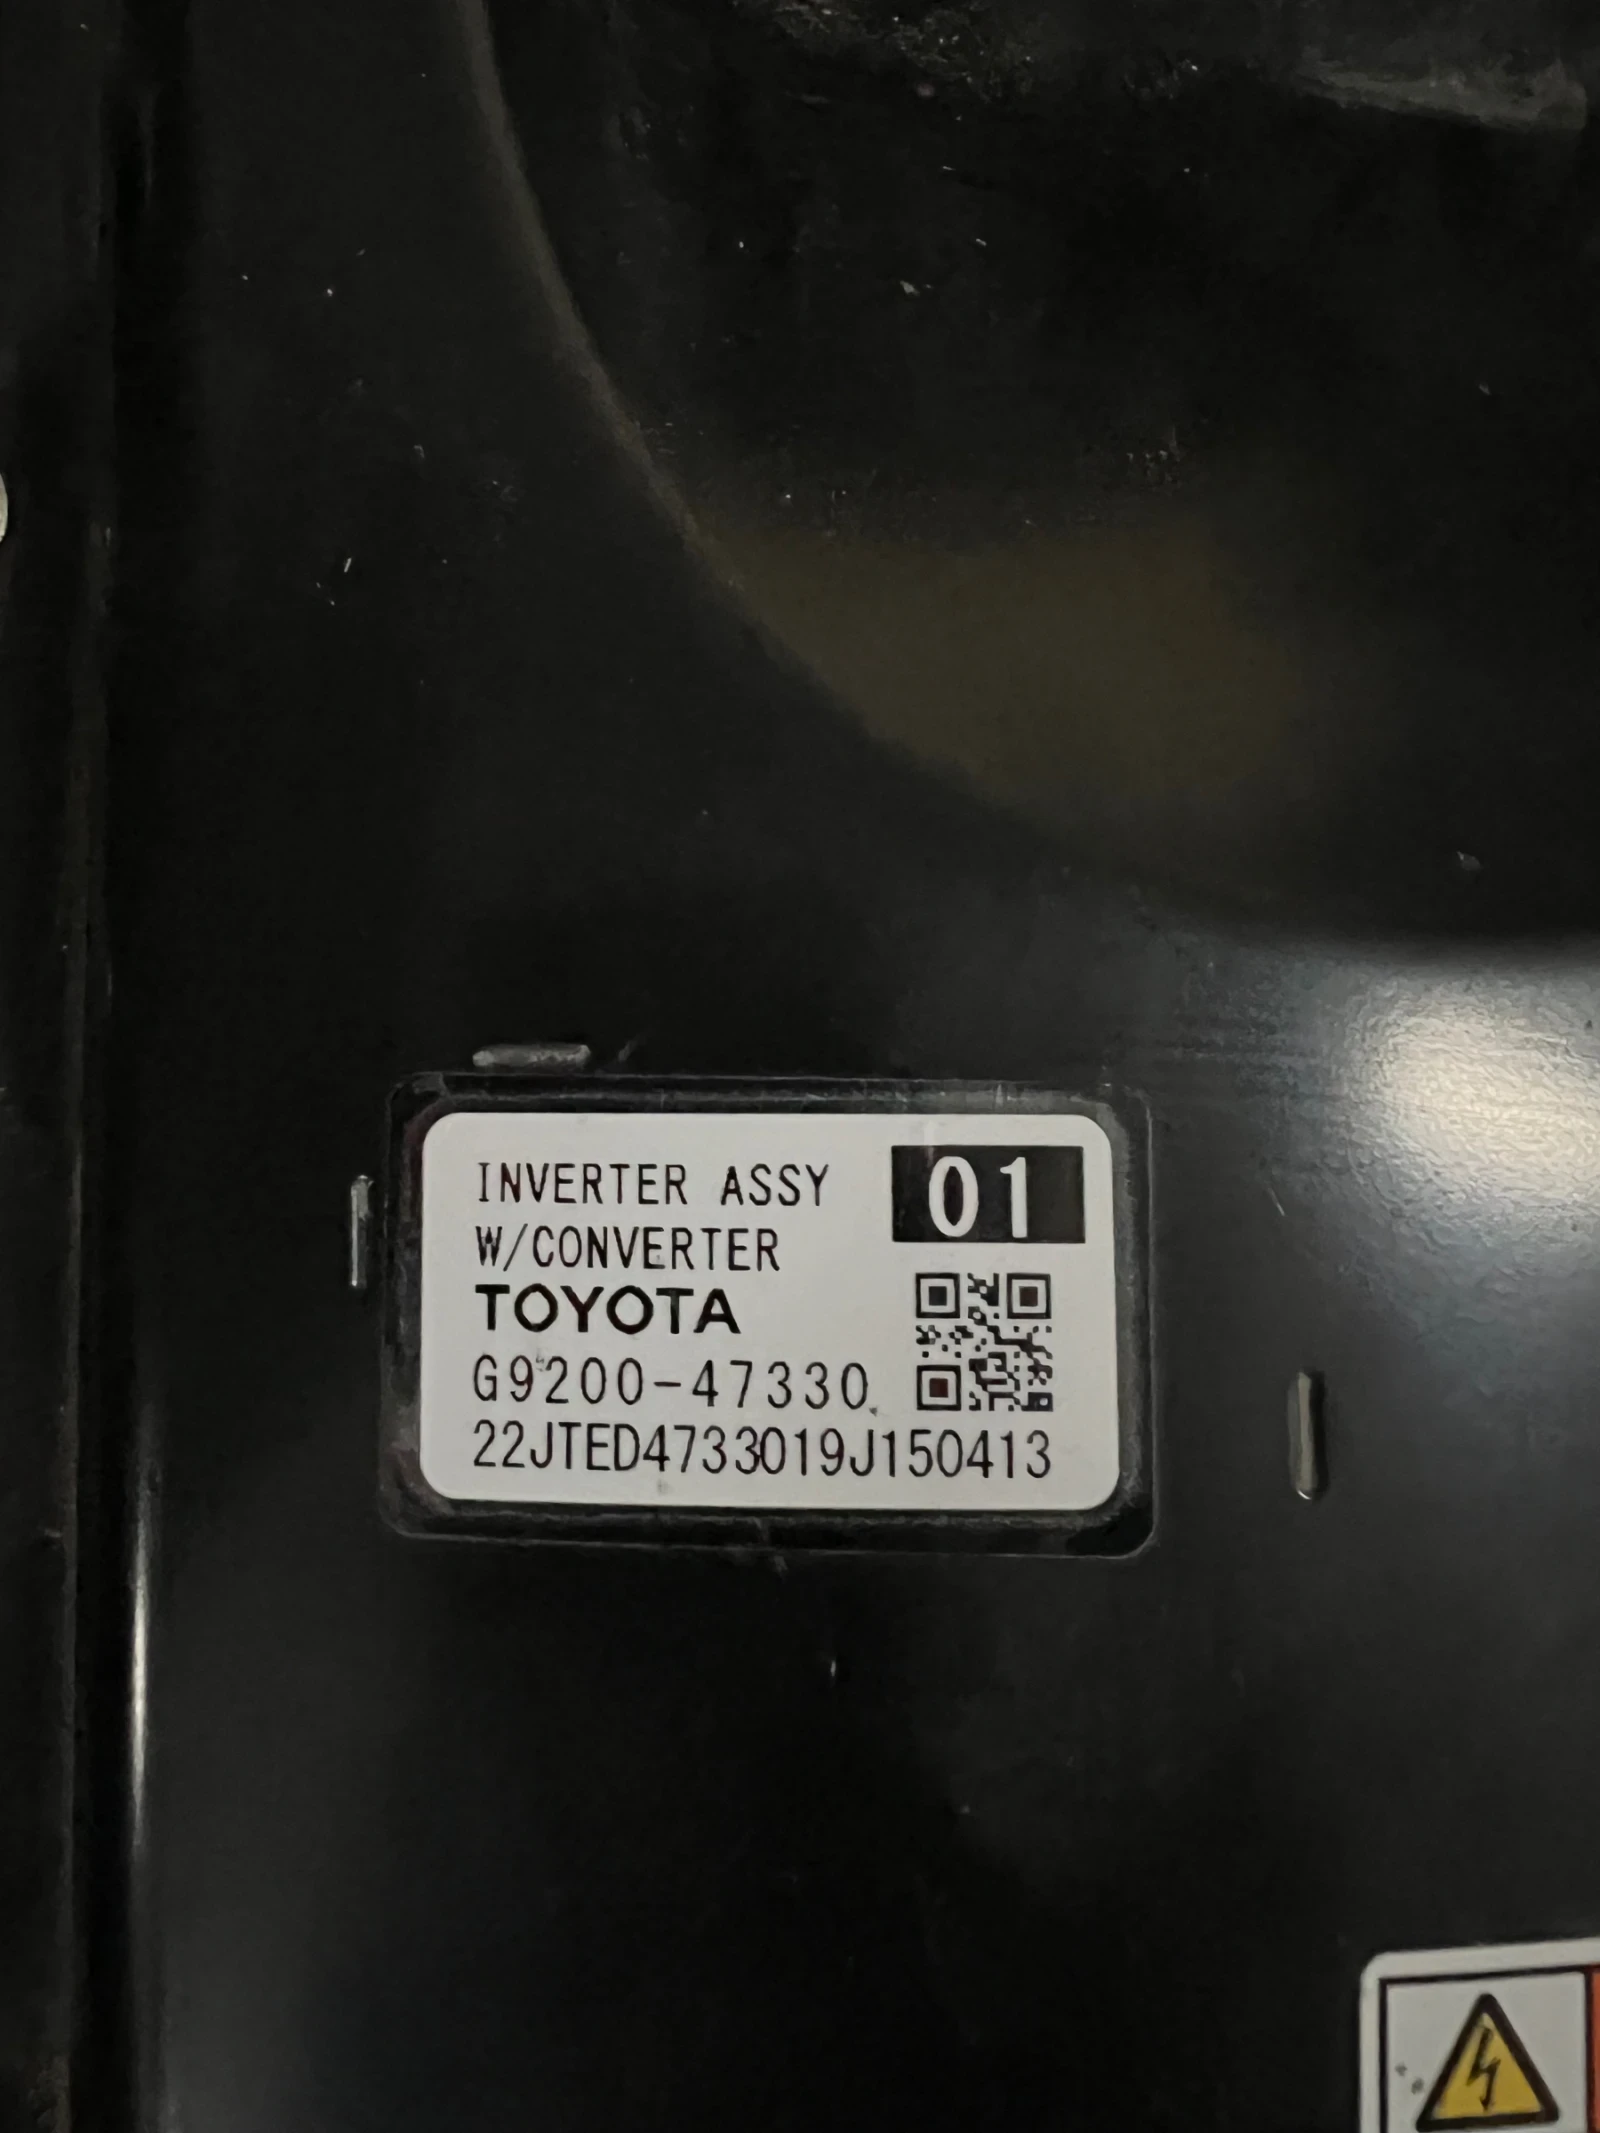 INVERTER ASSY 01
W/CONVERTER
TOYOTA
G9200-47330
22JTED4733019J150413